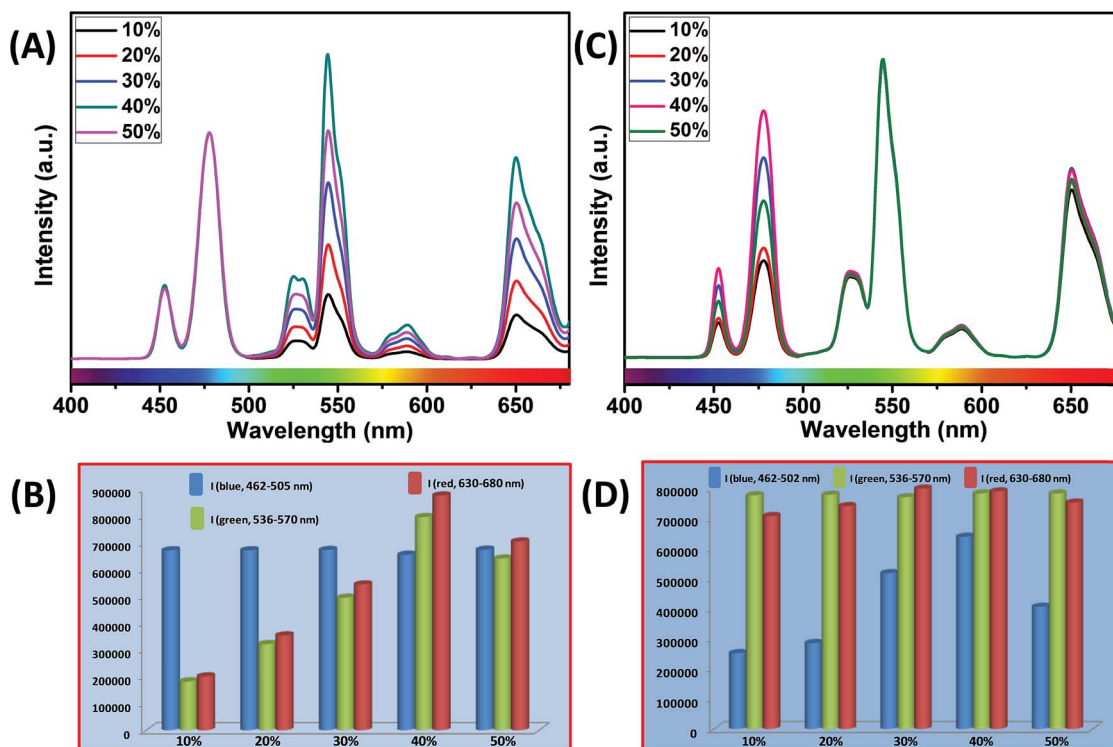 (A)
10%
20%
30%
40%
50%
Intensity (a.u.)
400 450 500 550 600 650
Wavelength (nm)
(C)
10%
20%
30%
40%
50%
Intensity (a.u.)
400 450 500 550 600 650
Wavelength (nm)
(B)
I (blue, 462-505 nm)
I (red, 630-680 nm)
I (green, 536-570 nm)
900000
800000
700000
600000
500000
400000
300000
200000
100000
0
10% 20% 30% 40% 50%
(D)
I (blue, 462-502 nm) I (green, 536-570 nm) I (red, 630-680 nm)
800000
700000
600000
500000
400000
300000
200000
100000
0
10% 20% 30% 40% 50%